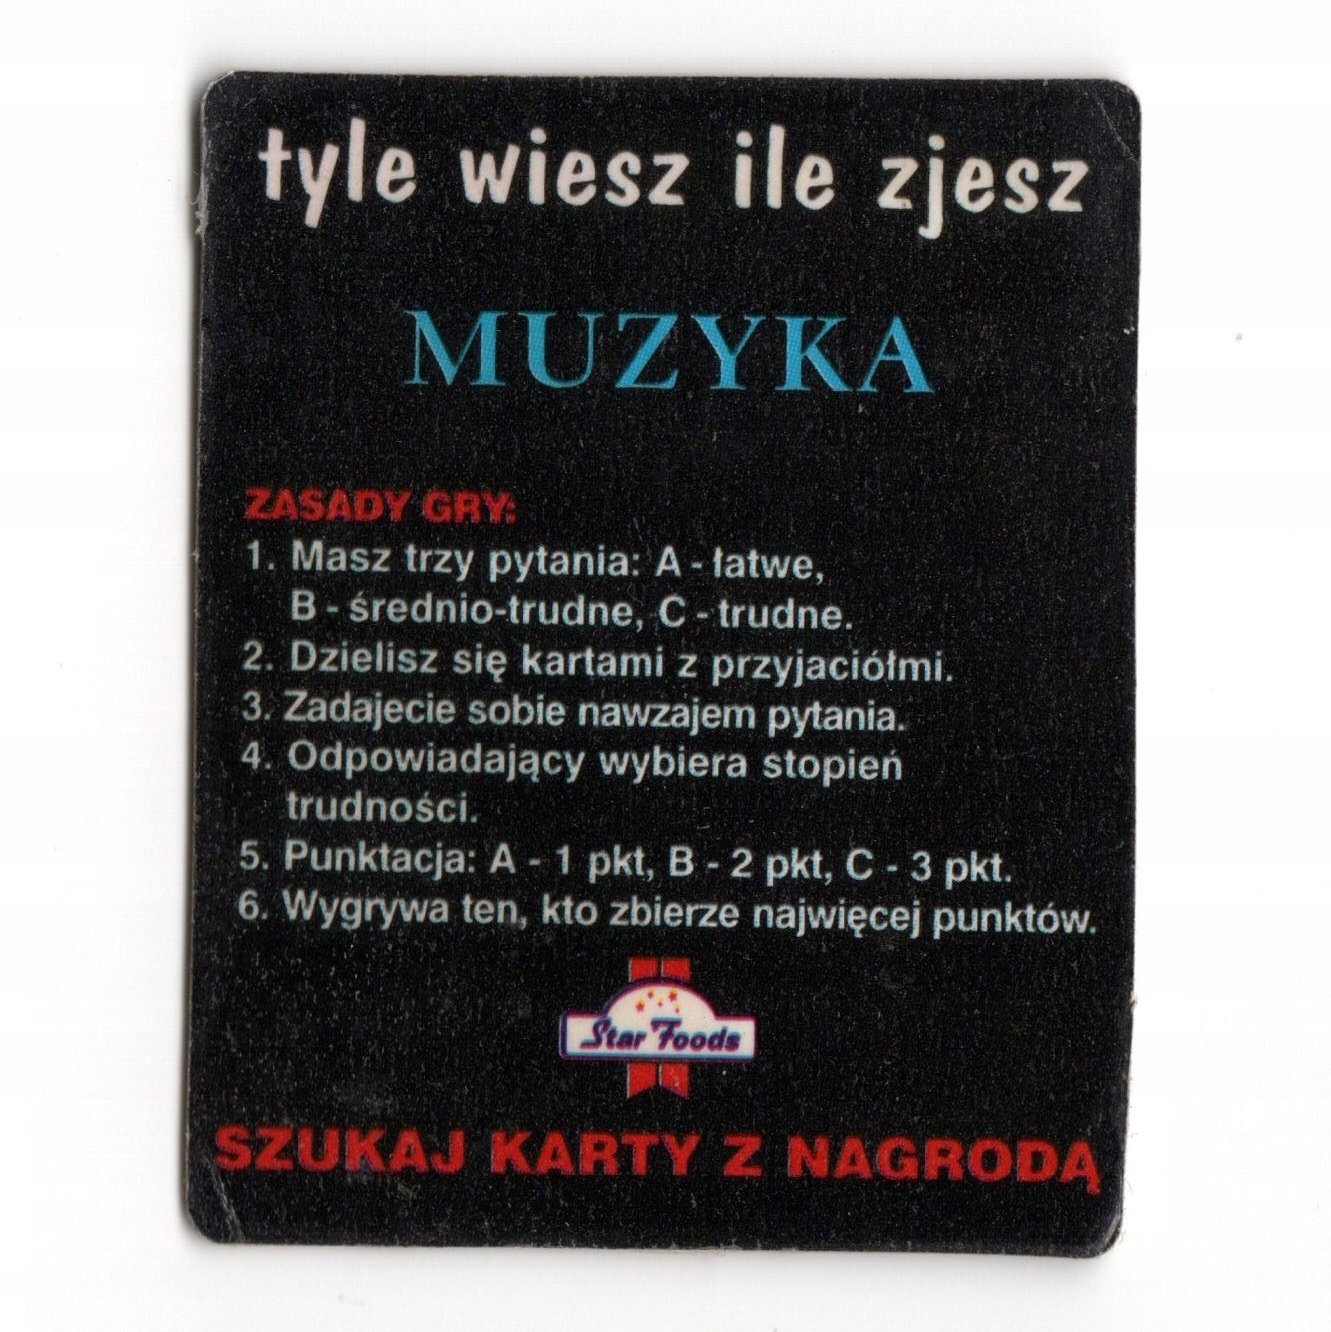 tyle wiesz ile zjesz
MUZYKA
ZASADY GRY:
1. Masz trzy pytania: A - łatwe,
B - średnio-trudne, C - trudne.
2. Dzielisz się kartami z przyjaciółmi.
3. Zadajecie sobie nawzajem pytania.
4. Odpowiadający wybiera stopień
trudności.
5. Punktacja: A - 1 pkt, B - 2 pkt, C - 3 pkt.
6. Wygrywa ten, kto zbierze najwięcej punktów.
Star Foods
SZUKAJ KARTY Z NAGRODĄ